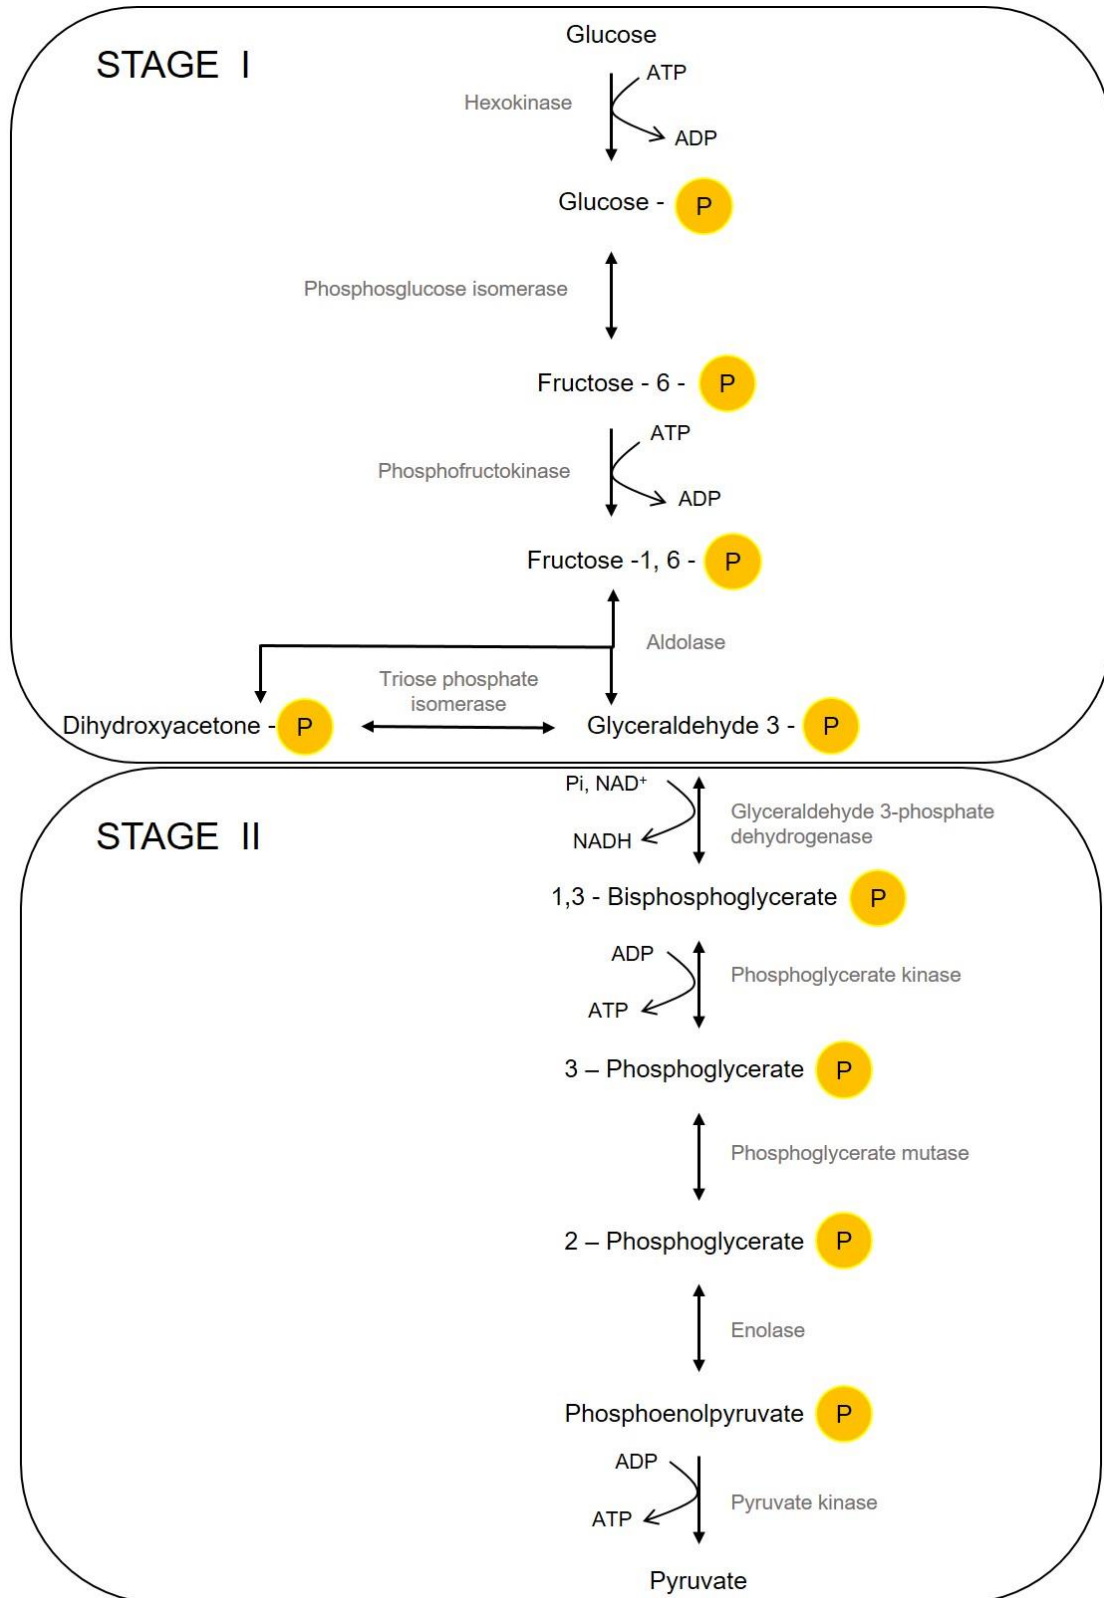 STAGE I
Glucose
ATP
Hexokinase
ADP
Glucose - P
Phosphosglucose isomerase
Fructose - 6 - P
ATP
Phosphofructokinase
ADP
Fructose -1, 6 - P
Aldolase
Triose phosphate
isomerase
Dihydroxyacetone - P
Glyceraldehyde 3 - P
STAGE II
Pi, NAD⁺
NADH
Glyceraldehyde 3-phosphate
dehydrogenase
1,3 - Bisphosphoglycerate P
ADP
ATP
Phosphoglycerate kinase
3 – Phosphoglycerate P
Phosphoglycerate mutase
2 – Phosphoglycerate P
Enolase
Phosphoenolpyruvate P
ADP
ATP
Pyruvate kinase
Pyruvate